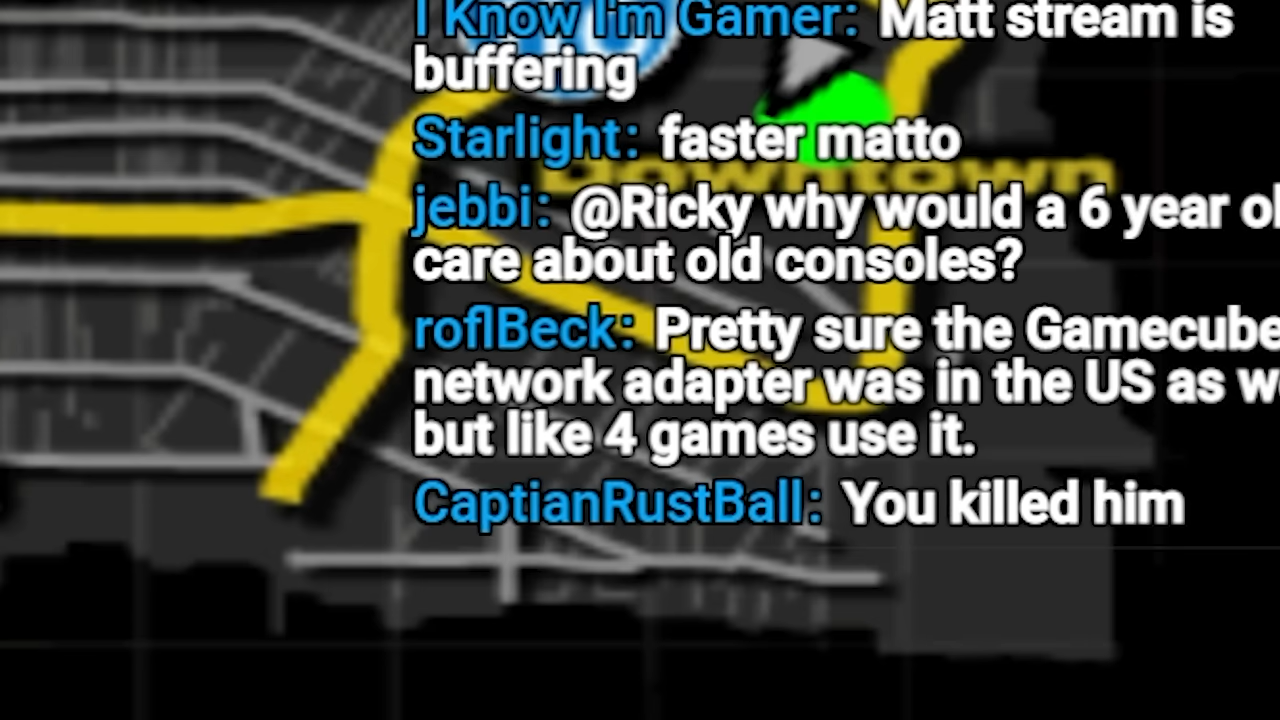 I Know I'm Gamer: Matt stream is
buffering
Starlight: faster matto
Downtown
jebbi: @Ricky why would a 6 year ol
care about old consoles?
roflBeck: Pretty sure the Gamecube
network adapter was in the US as w
but like 4 games use it.
CaptianRustBall: You killed him